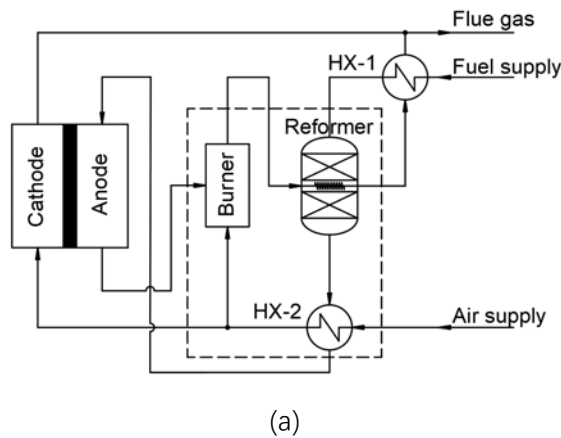 Flue gas
HX-1
Fuel supply
Reformer
Cathode
Anode
Burner
HX-2
Air supply
(a)